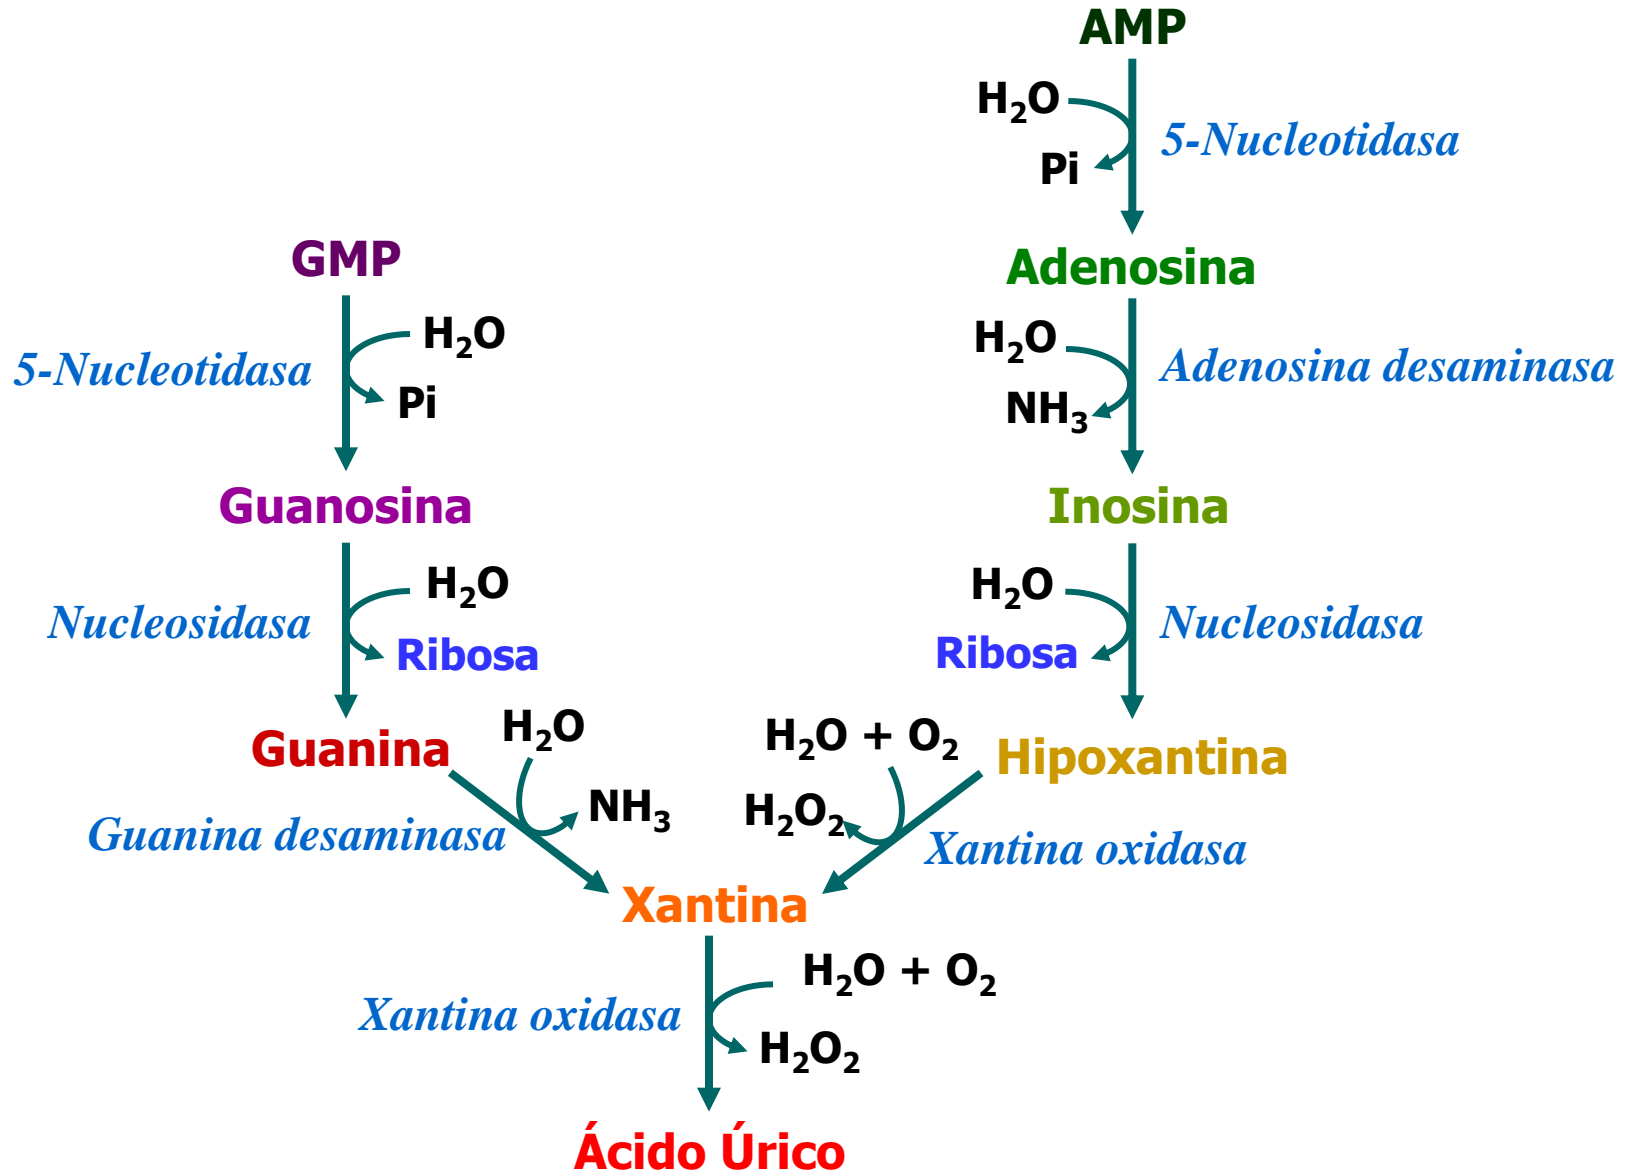 AMP
H₂O
5-Nucleotidasa
Pi
GMP
Adenosina
H₂O
5-Nucleotidasa
Pi
H₂O
Adenosina desaminasa
NH₃
Guanosina
Inosina
H₂O
Nucleosidasa
Ribosa
H₂O
Nucleosidasa
Ribosa
Guanina
H₂O
H₂O + O₂
Hipoxantina
NH₃
H₂O₂
Guanina desaminasa
Xantina oxidasa
Xantina
H₂O + O₂
Xantina oxidasa
H₂O₂
Ácido Úrico